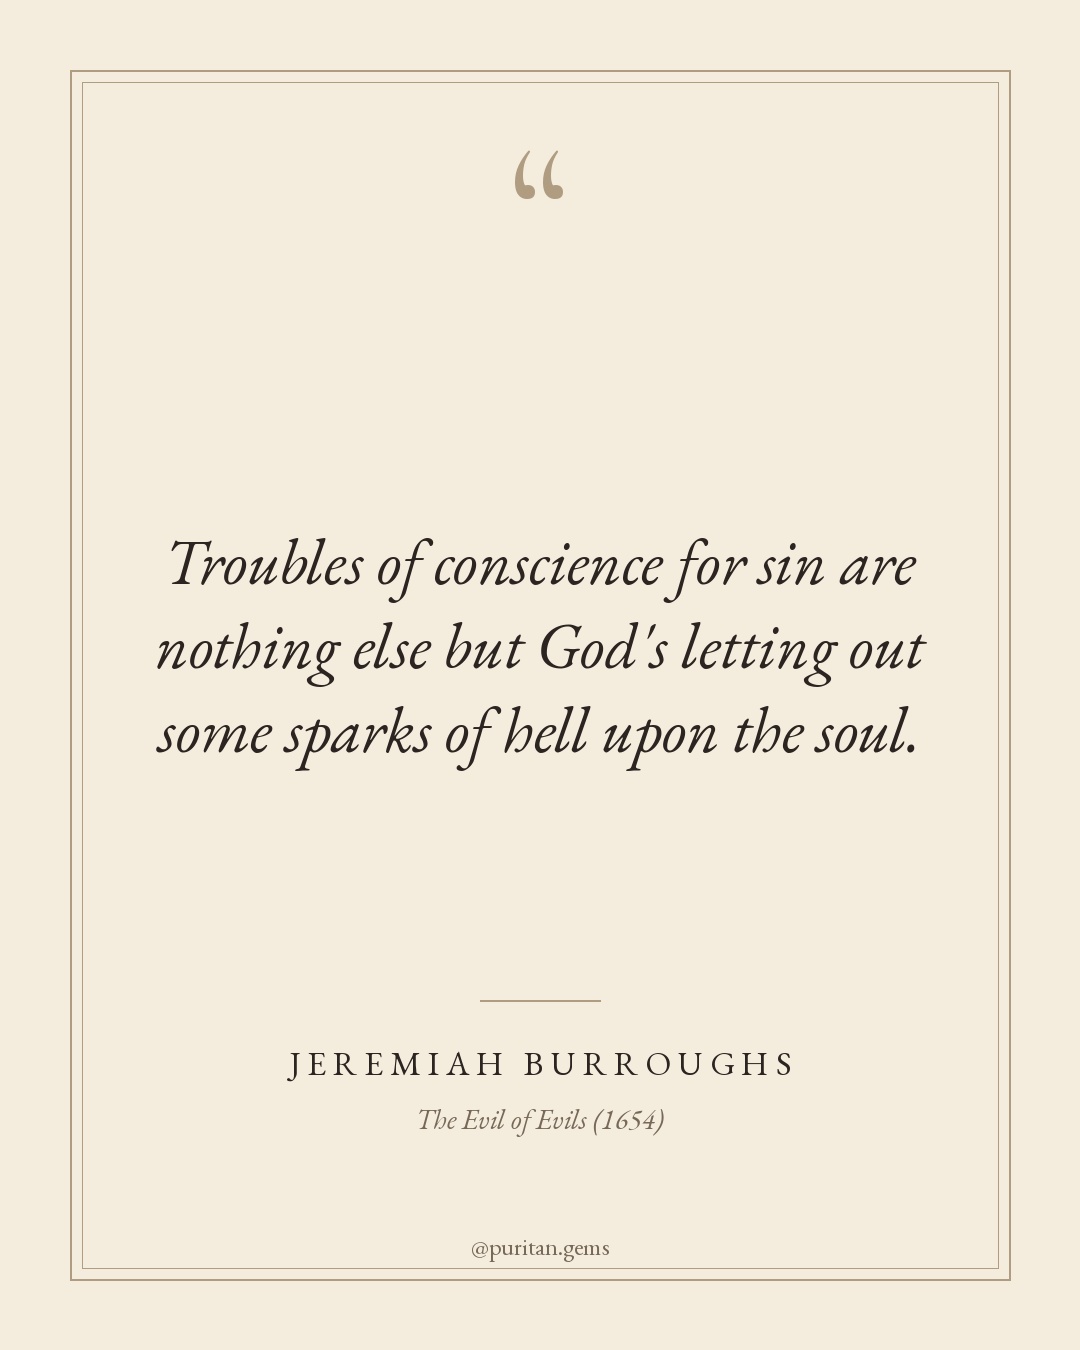 “
Troubles of conscience for sin are
nothing else but God's letting out
some sparks of hell upon the soul.
JEREMIAH BURROUGHS
The Evil of Evils (1654)
@puritan.gems